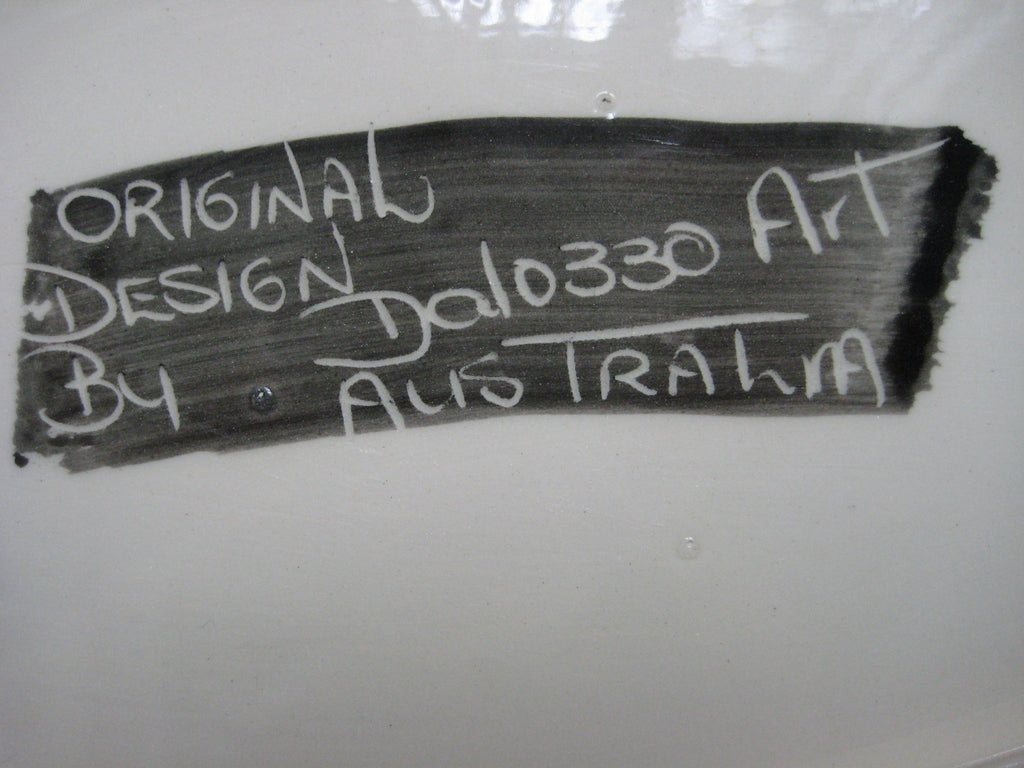 ORIGINAL
DESIGN Dalo330 ArT
By AUSTRALIA